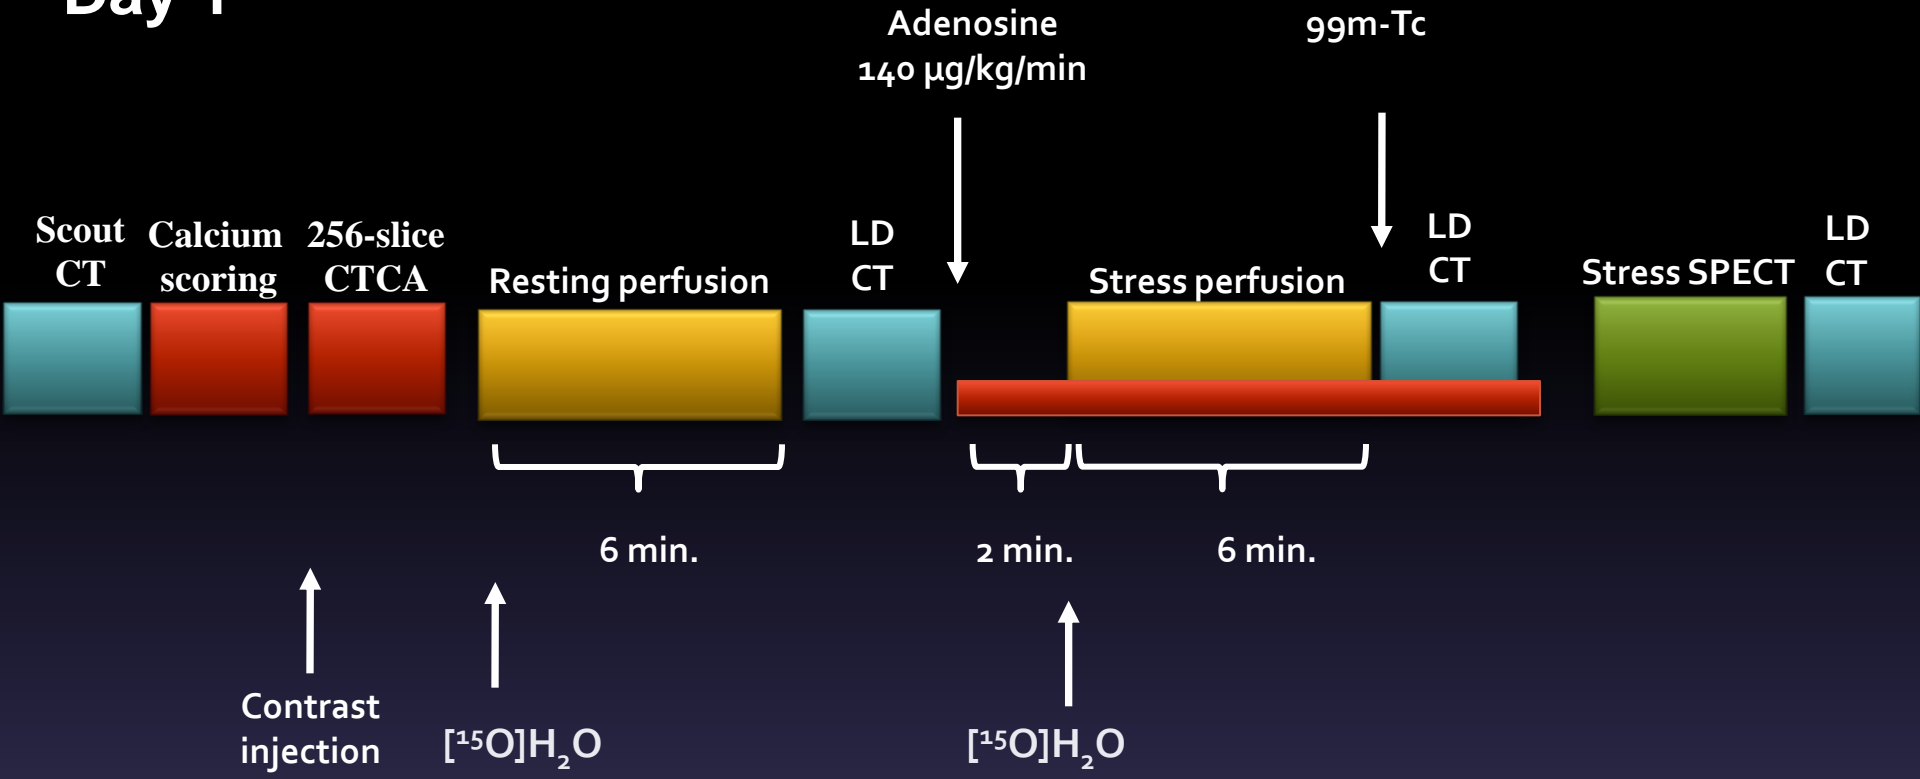 Day 1
Adenosine
140 µg/kg/min
99m-Tc
Scout
CT
Calcium
scoring
256-slice
CTCA
Resting perfusion
LD
CT
Stress perfusion
LD
CT
Stress SPECT
LD
CT
6 min.
2 min.
6 min.
Contrast
injection
[¹⁵O]H₂O
[¹⁵O]H₂O